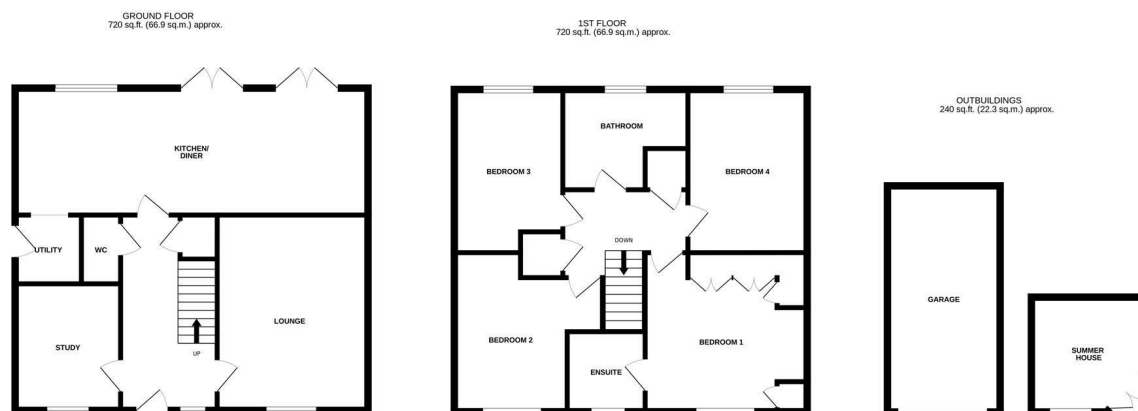 GROUND FLOOR
720 sq.ft. (66.9 sq.m.) approx.
KITCHEN/
DINER
UTILITY
WC
STUDY
UP
LOUNGE
1ST FLOOR
720 sq.ft. (66.9 sq.m.) approx.
BATHROOM
BEDROOM 3
BEDROOM 4
DOWN
BEDROOM 2
ENSUITE
BEDROOM 1
OUTBUILDINGS
240 sq.ft. (22.3 sq.m.) approx.
GARAGE
SUMMER
HOUSE